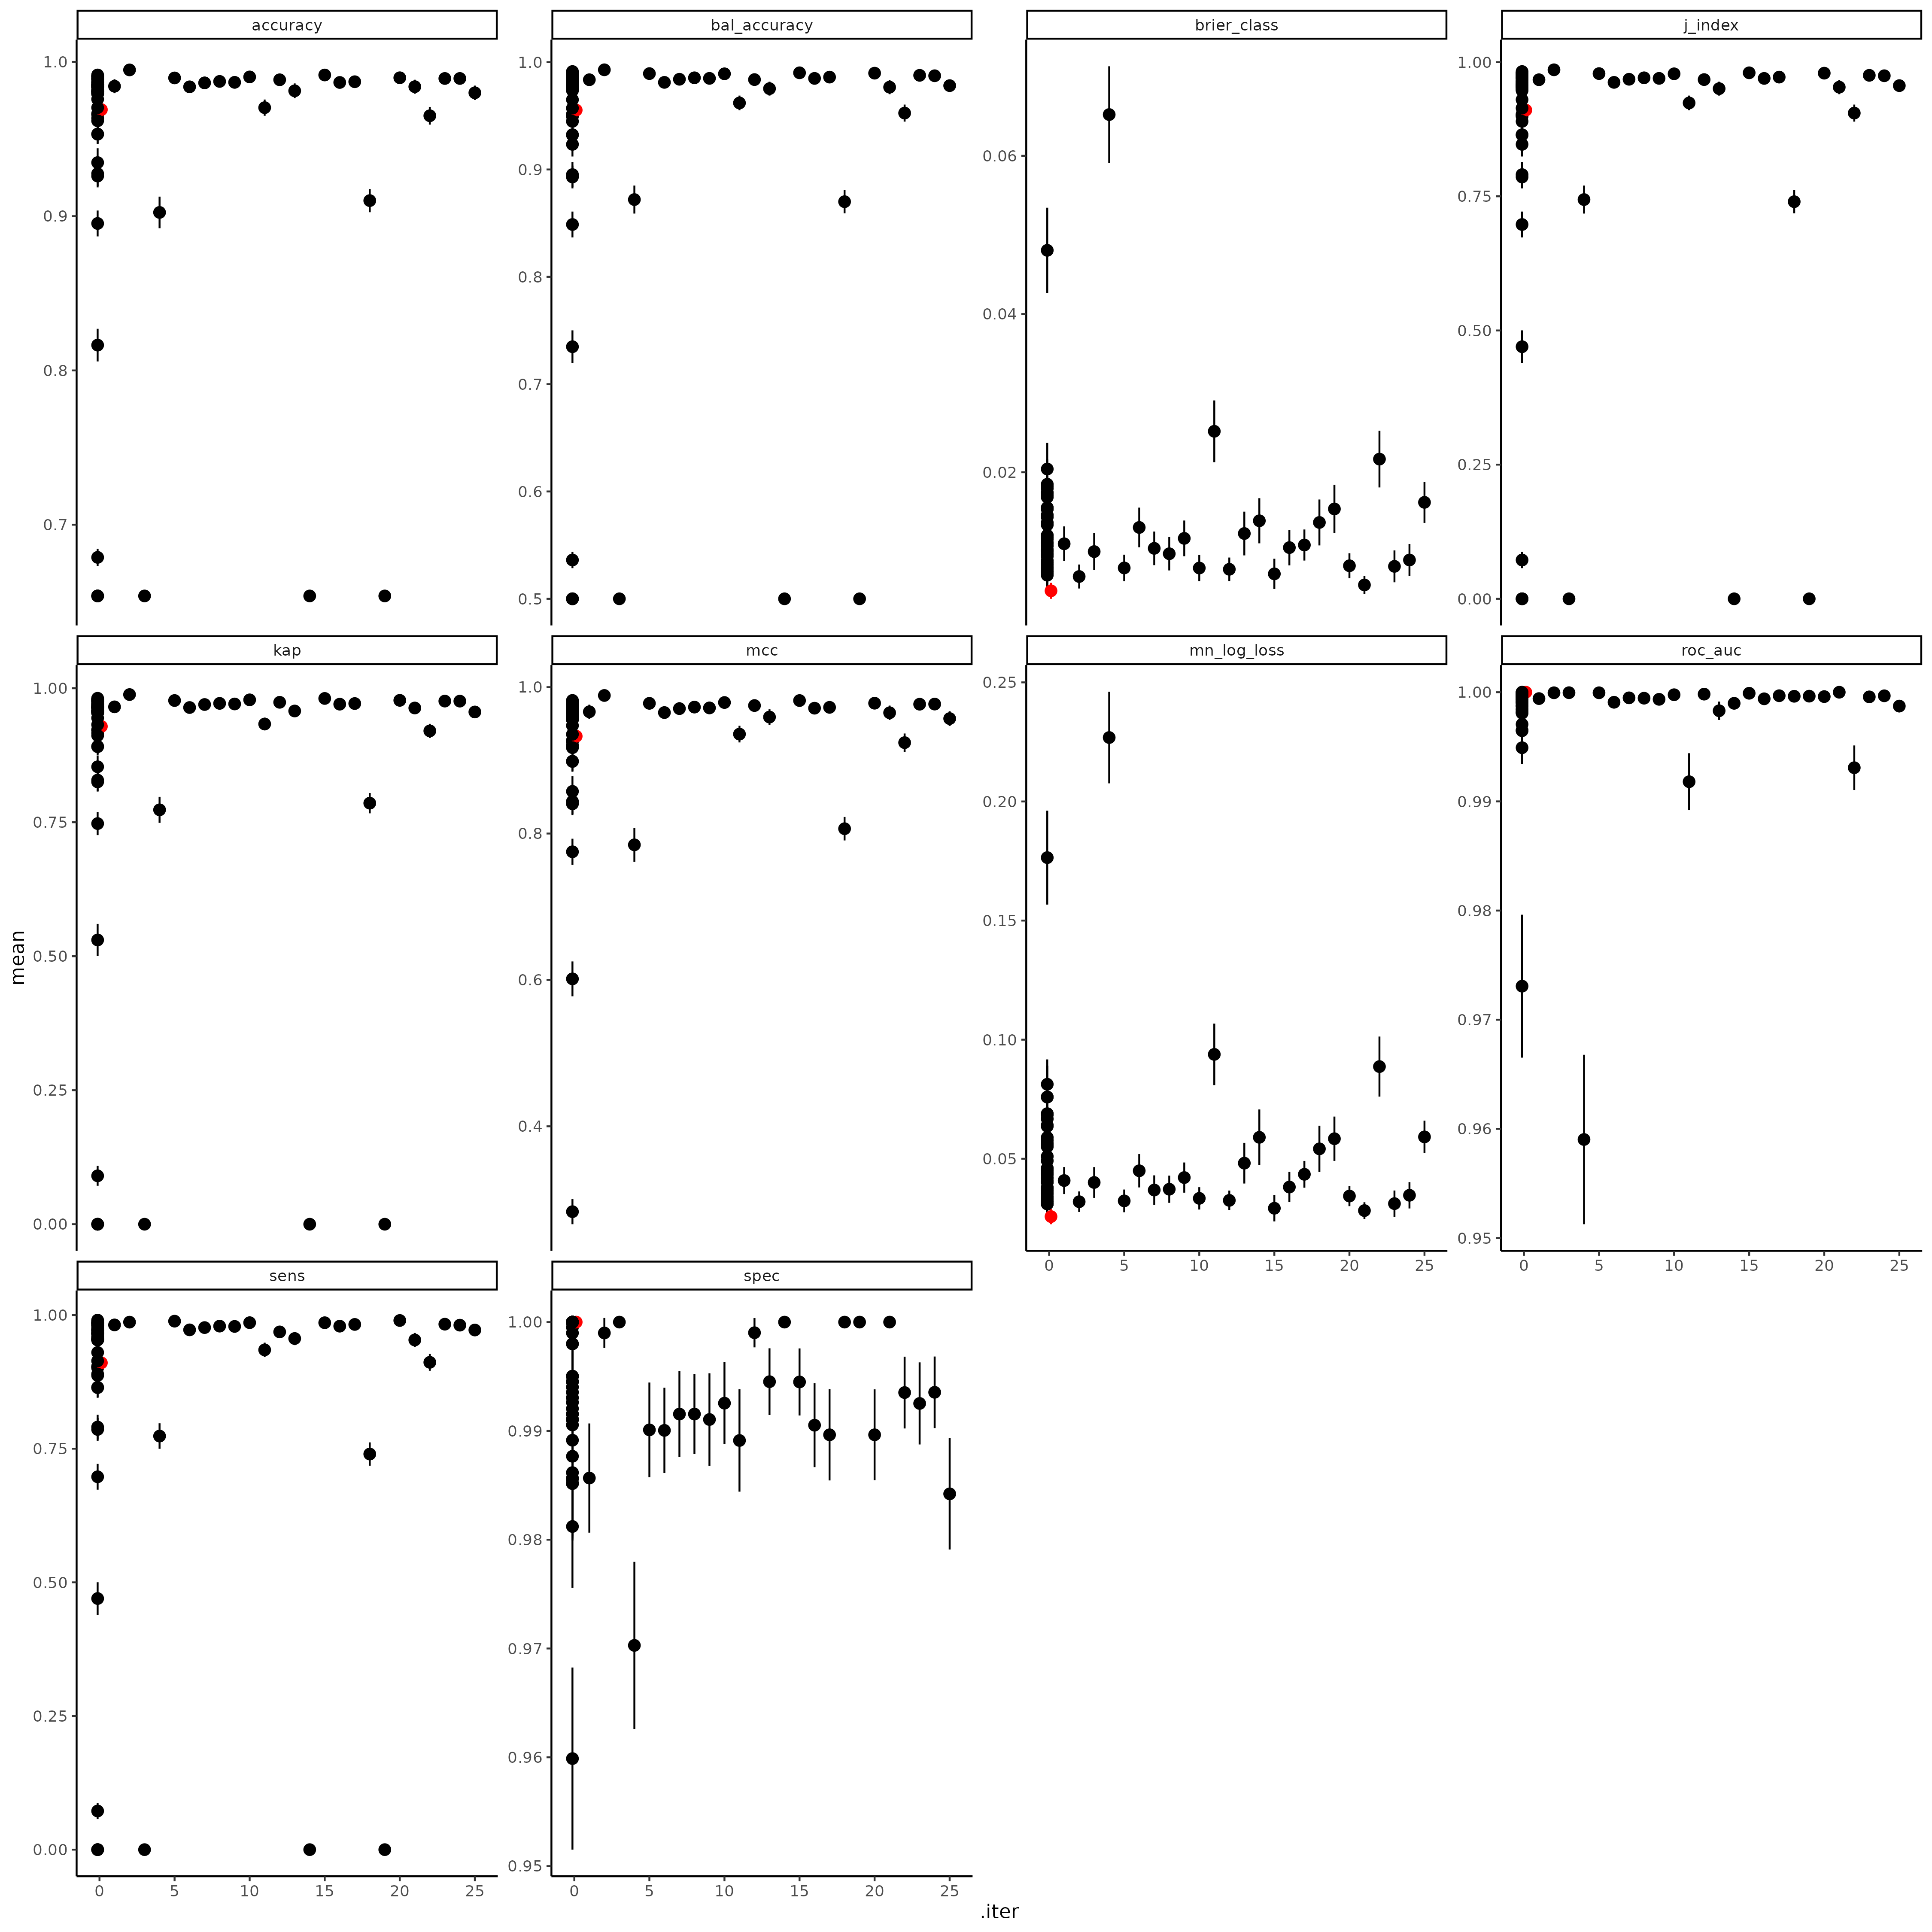 accuracy bal_accuracy brier_class j_index
1.0 1.0 1.00
0.9 0.9 0.06 0.75
0.8 0.8 0.04 0.50
0.7 0.7 0.02 0.25
0.6 0.00
0.5
kap mcc mn_log_loss roc_auc
1.00 1.0 0.25 1.00
0.75 0.8 0.20 0.99
0.50 0.6 0.15 0.98
0.25 0.4 0.10 0.97
0.00 0.05 0.96
0.95
0 5 10 15 20 25 0 5 10 15 20 25
sens spec
1.00 1.00
0.75 0.99
0.50 0.98
0.25 0.97
0.00 0.96
0.95
0 5 10 15 20 25 0 5 10 15 20 25
mean
.iter